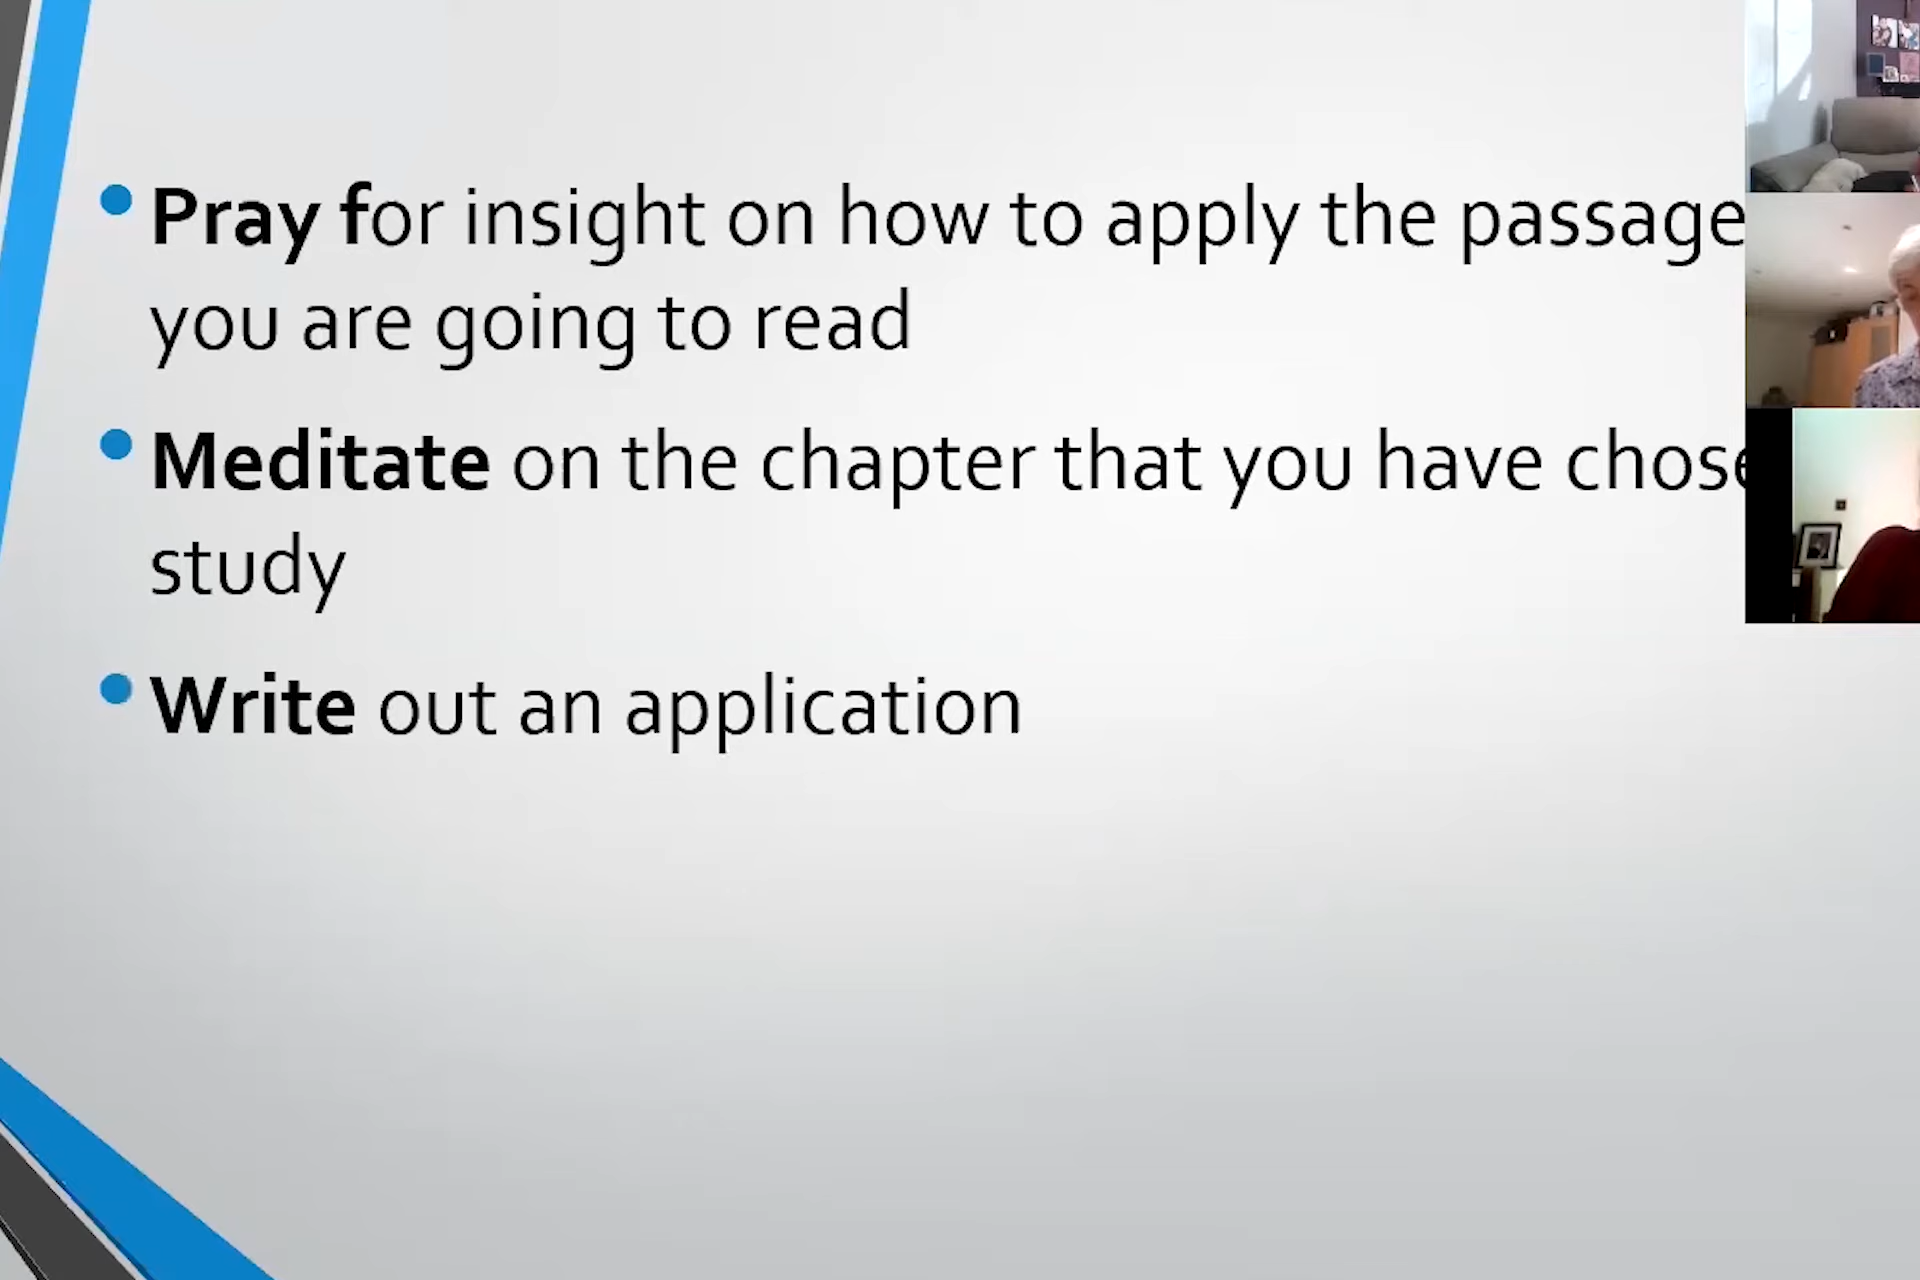 Pray for insight on how to apply the passage
you are going to read
Meditate on the chapter that you have
study
Write out an application